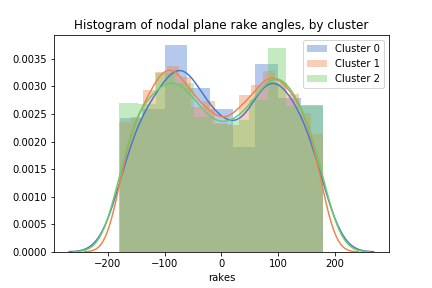 Histogram of nodal plane rake angles, by cluster
Cluster 0
Cluster 1
Cluster 2
0.0035
0.0030
0.0025
0.0020
0.0015
0.0010
0.0005
0.0000
−200 −100 0 100 200
rakes